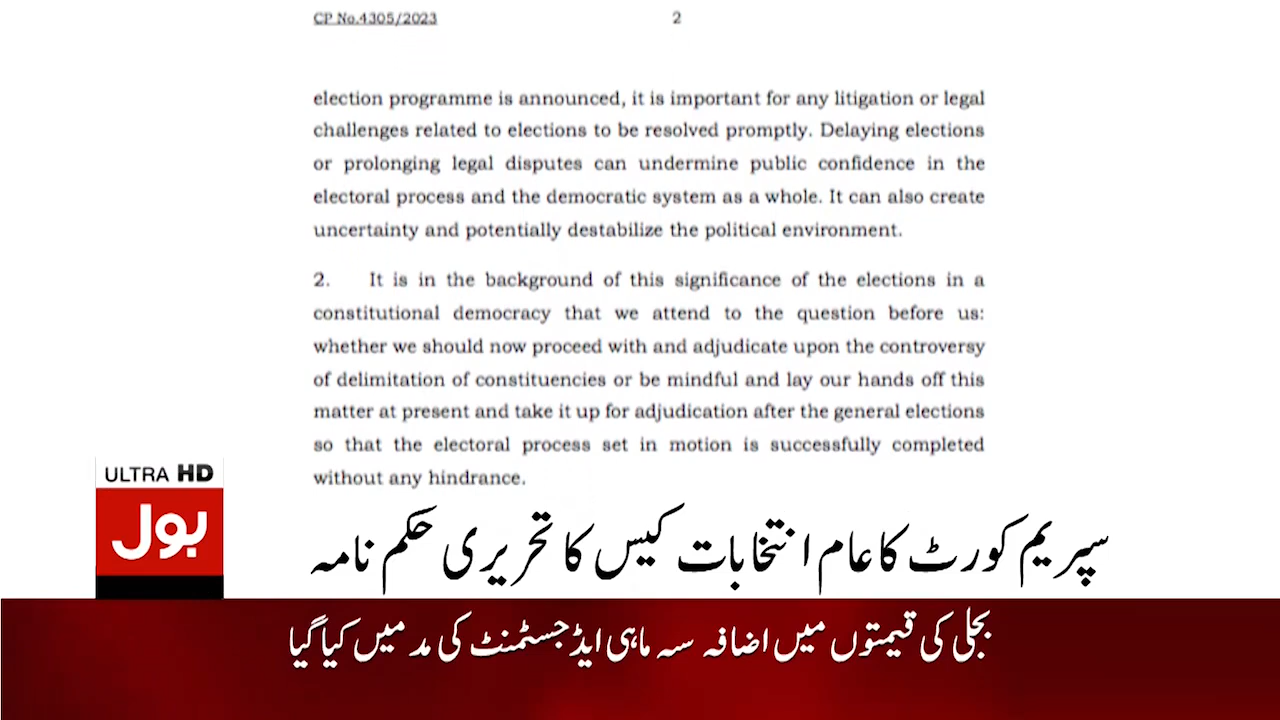 CP No.4305/2023
2
election programme is announced, it is important for any litigation or legal
challenges related to elections to be resolved promptly. Delaying elections
or prolonging legal disputes can undermine public confidence in the
electoral process and the democratic system as a whole. It can also create
uncertainty and potentially destabilize the political environment.
2. It is in the background of this significance of the elections in a
constitutional democracy that we attend to the question before us:
whether we should now proceed with and adjudicate upon the controversy
of delimitation of constituencies or be mindful and lay our hands off this
matter at present and take it up for adjudication after the general elections
so that the electoral process set in motion is successfully completed
without any hindrance.
ULTRA HD
بول
سپریم کورٹ کا عام انتخابات کیس کا تحریری حکم نامہ
بجلی کی قیمتوں میں اضافہ سہ ماہی ایڈجسٹمنٹ کی مد میں کیا گیا